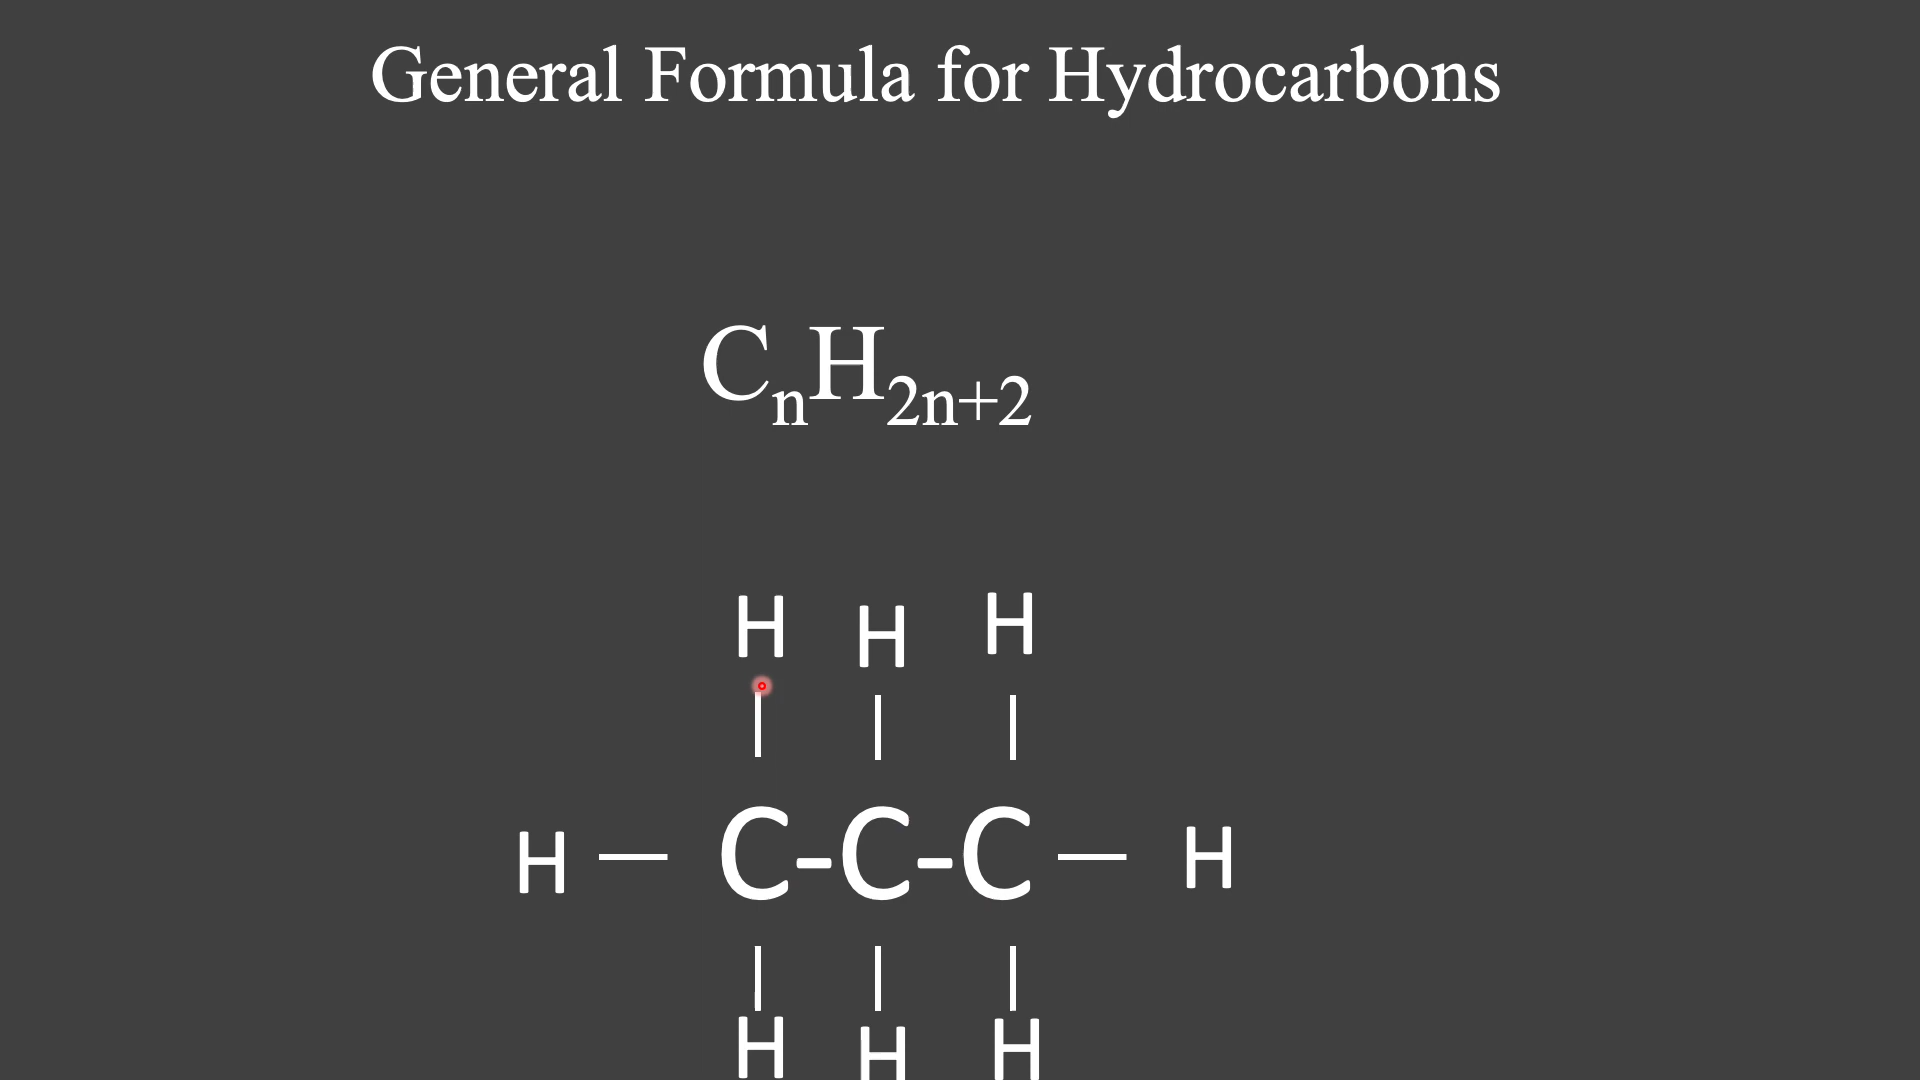 General Formula for Hydrocarbons
CₙH₂ₙ₊₂
H H H
H — C-C-C — H
H H H